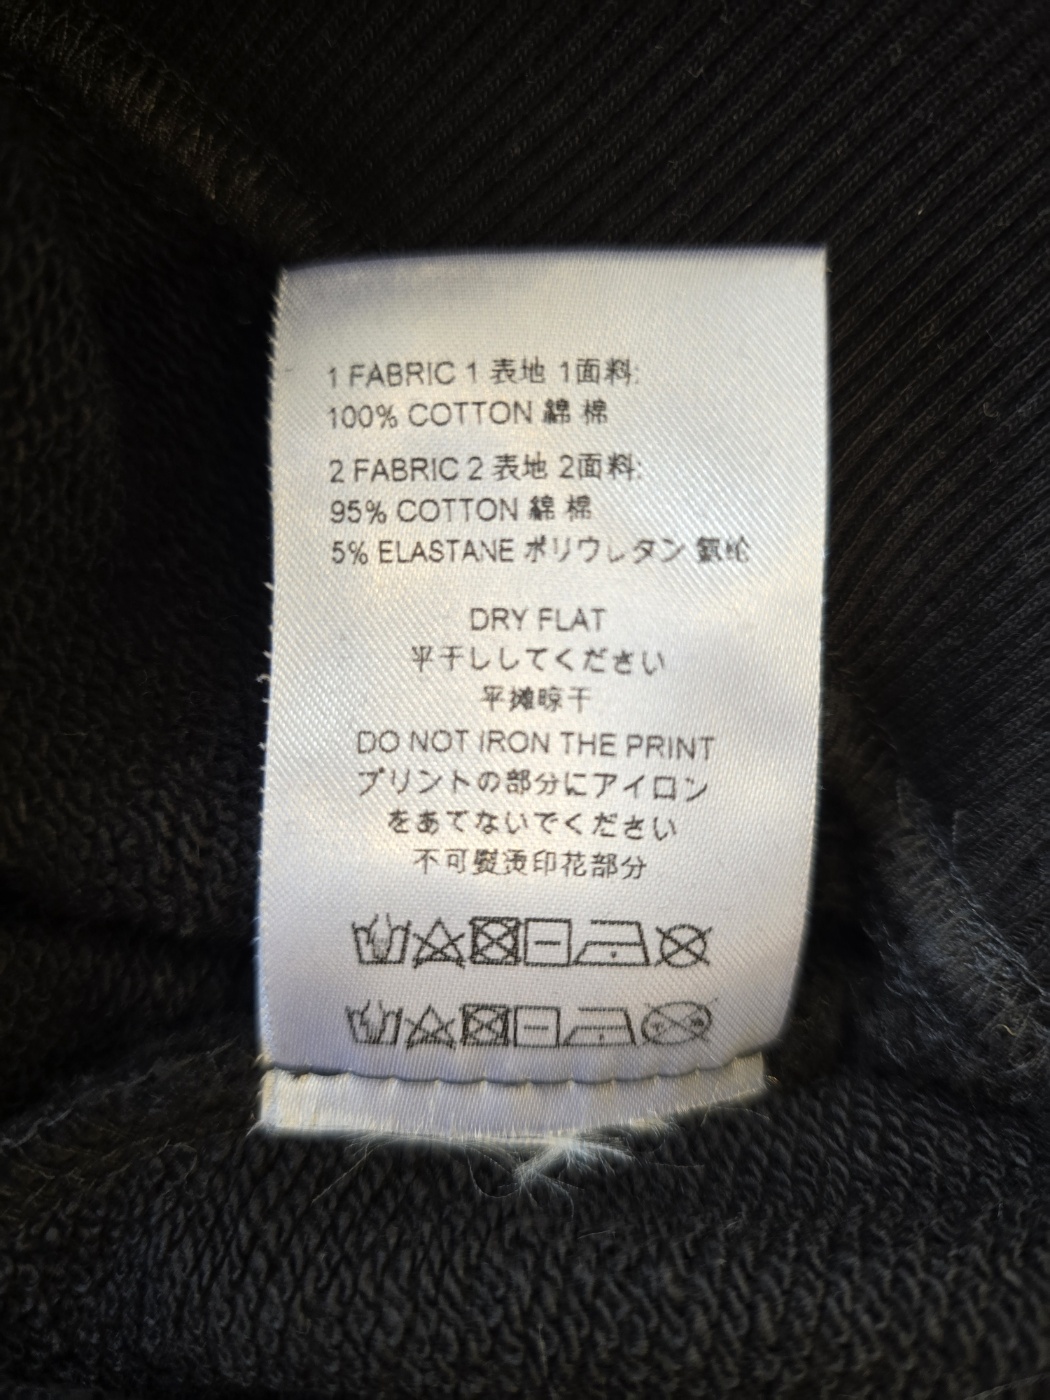 1 FABRIC 1 表地 1面料:
100% COTTON 綿 棉
2 FABRIC 2 表地 2面料:
95% COTTON 綿 棉
5% ELASTANE ポリウレタン 氨纶
DRY FLAT
平干ししてください
平摊晾干
DO NOT IRON THE PRINT
プリントの部分にアイロン
をあてないでください
不可熨烫印花部分